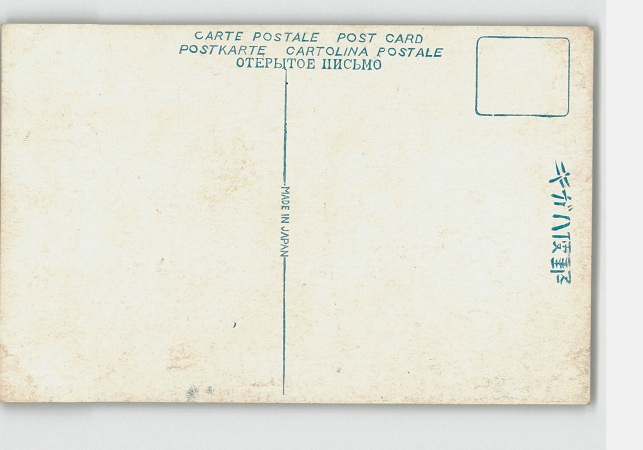 CARTE POSTALE POST CARD
POSTKARTE CARTOLINA POSTALE
ОТЕРЫТОЕ ПИСЬМО
MADE IN JAPAN
郵便ハガキ